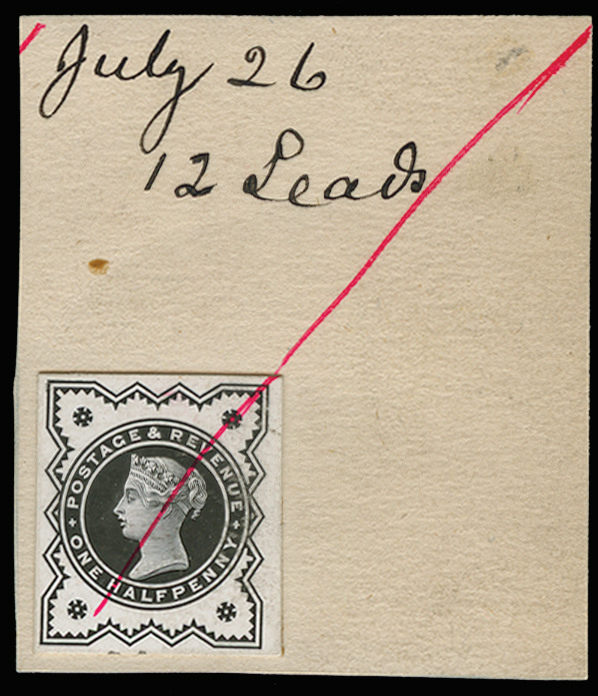 July 26
12 Leads
POSTAGE & REVENUE
ONE HALFPENNY